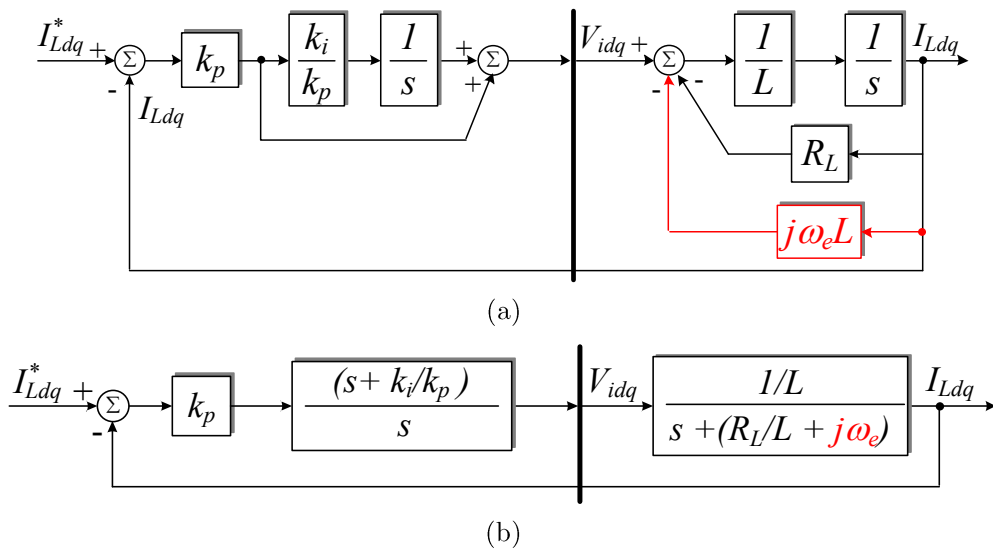 I*Ldq + Σ - ILdq
kp
ki/kp
1/s
+ + Σ
Vidq + Σ - -
1/L
1/s
ILdq
RL
jωeL
(a)
I*Ldq + Σ -
kp
(s+ ki/kp)
s
Vidq
1/L
s +(RL/L + jωe)
ILdq
(b)